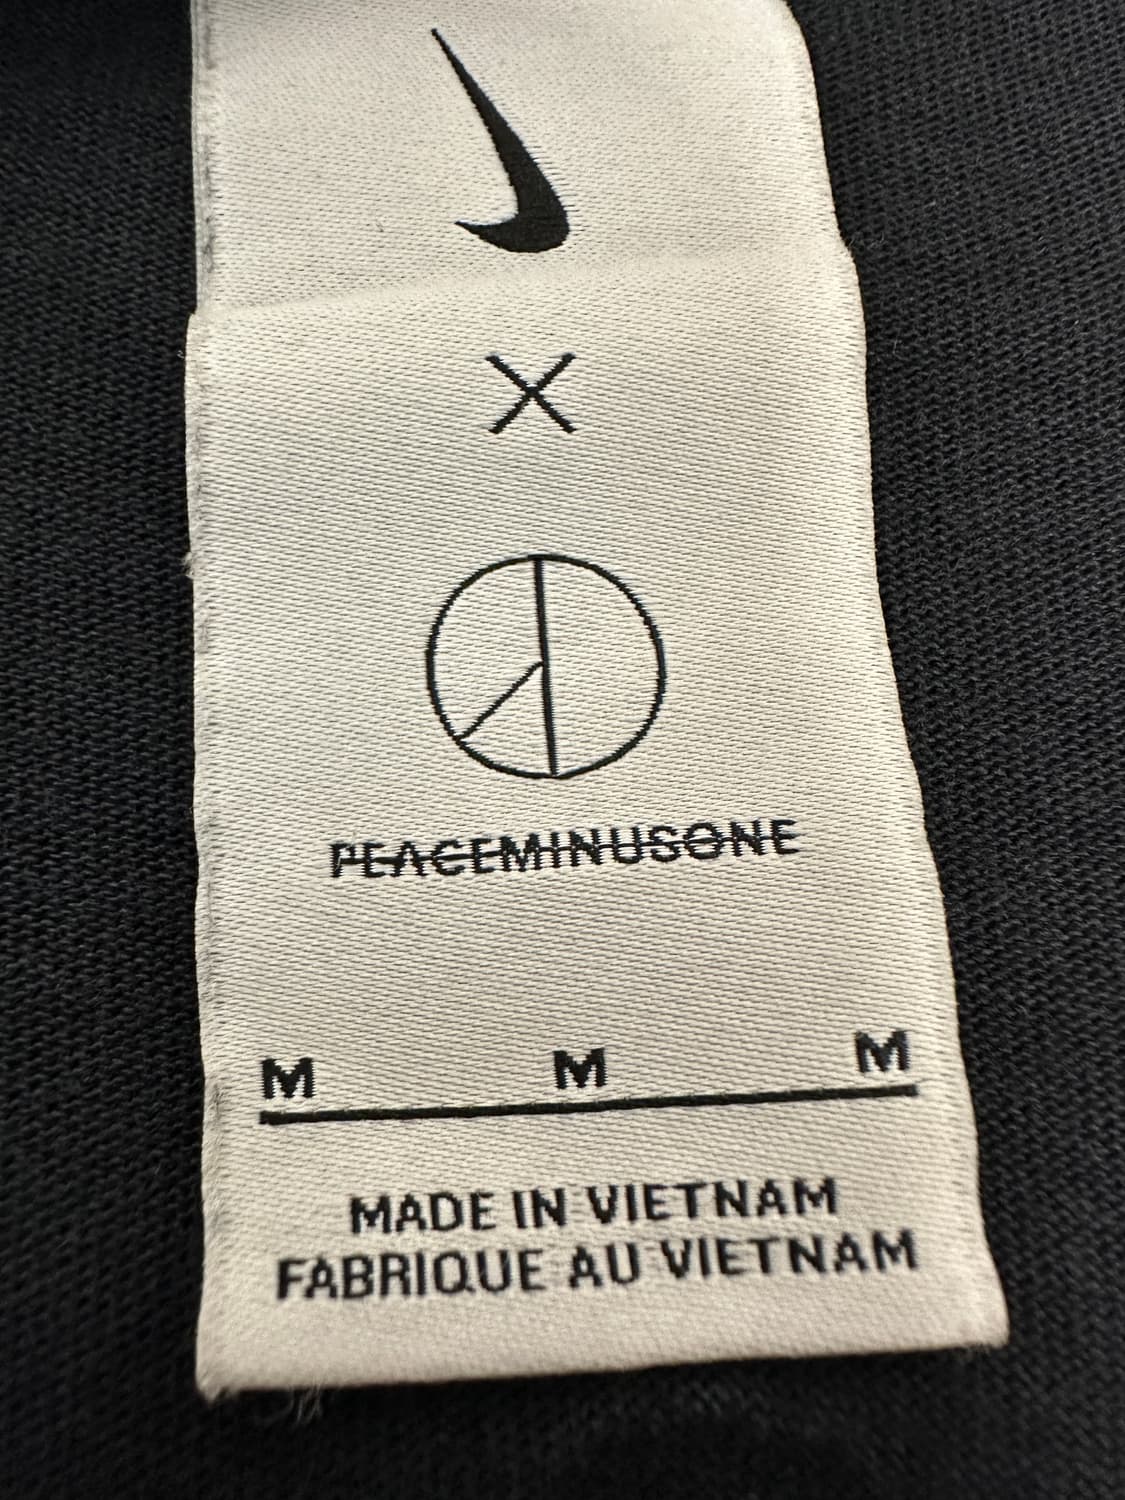 X
PEACEMINUSONE
M M M
MADE IN VIETNAM
FABRIQUE AU VIETNAM